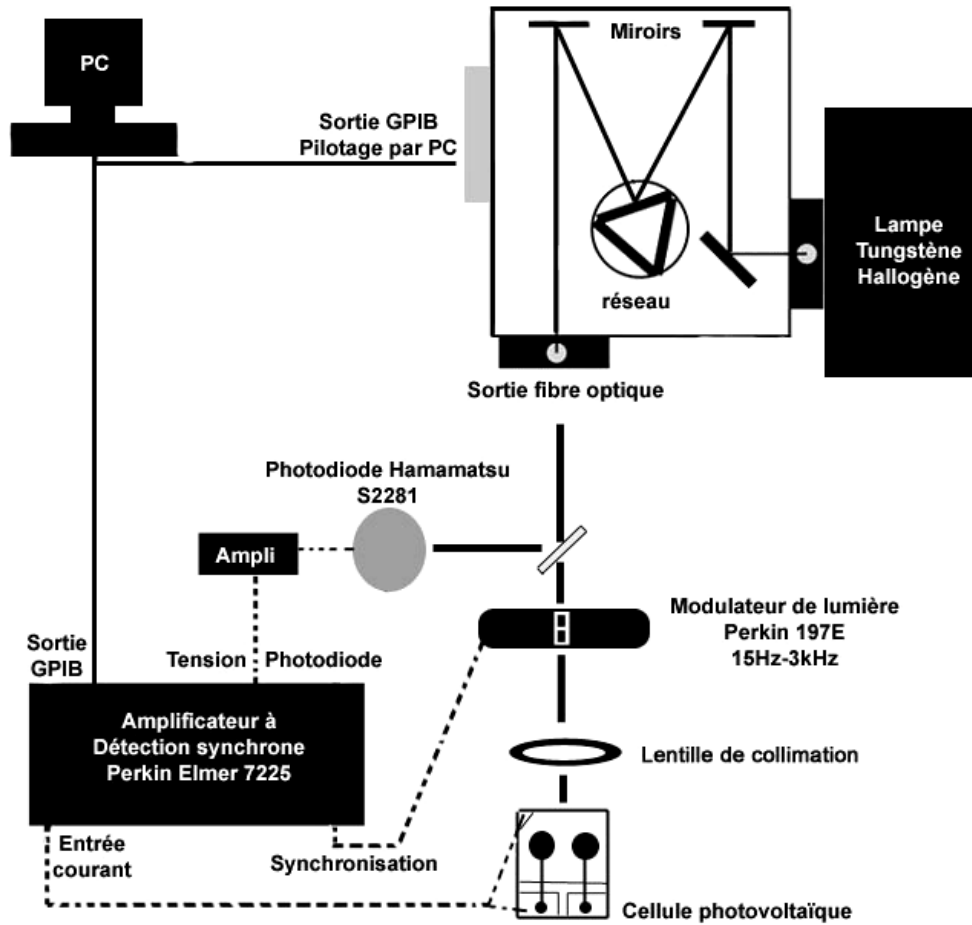 PC
Miroirs
Sortie GPIB
Pilotage par PC
Lampe
Tungstène
Hallogène
réseau
Sortie fibre optique
Photodiode Hamamatsu
S2281
Ampli
Modulateur de lumière
Perkin 197E
15Hz-3kHz
Sortie
GPIB
Tension
Photodiode
Amplificateur à
Détection synchrone
Perkin Elmer 7225
Lentille de collimation
Entrée
courant
Synchronisation
Cellule photovoltaïque